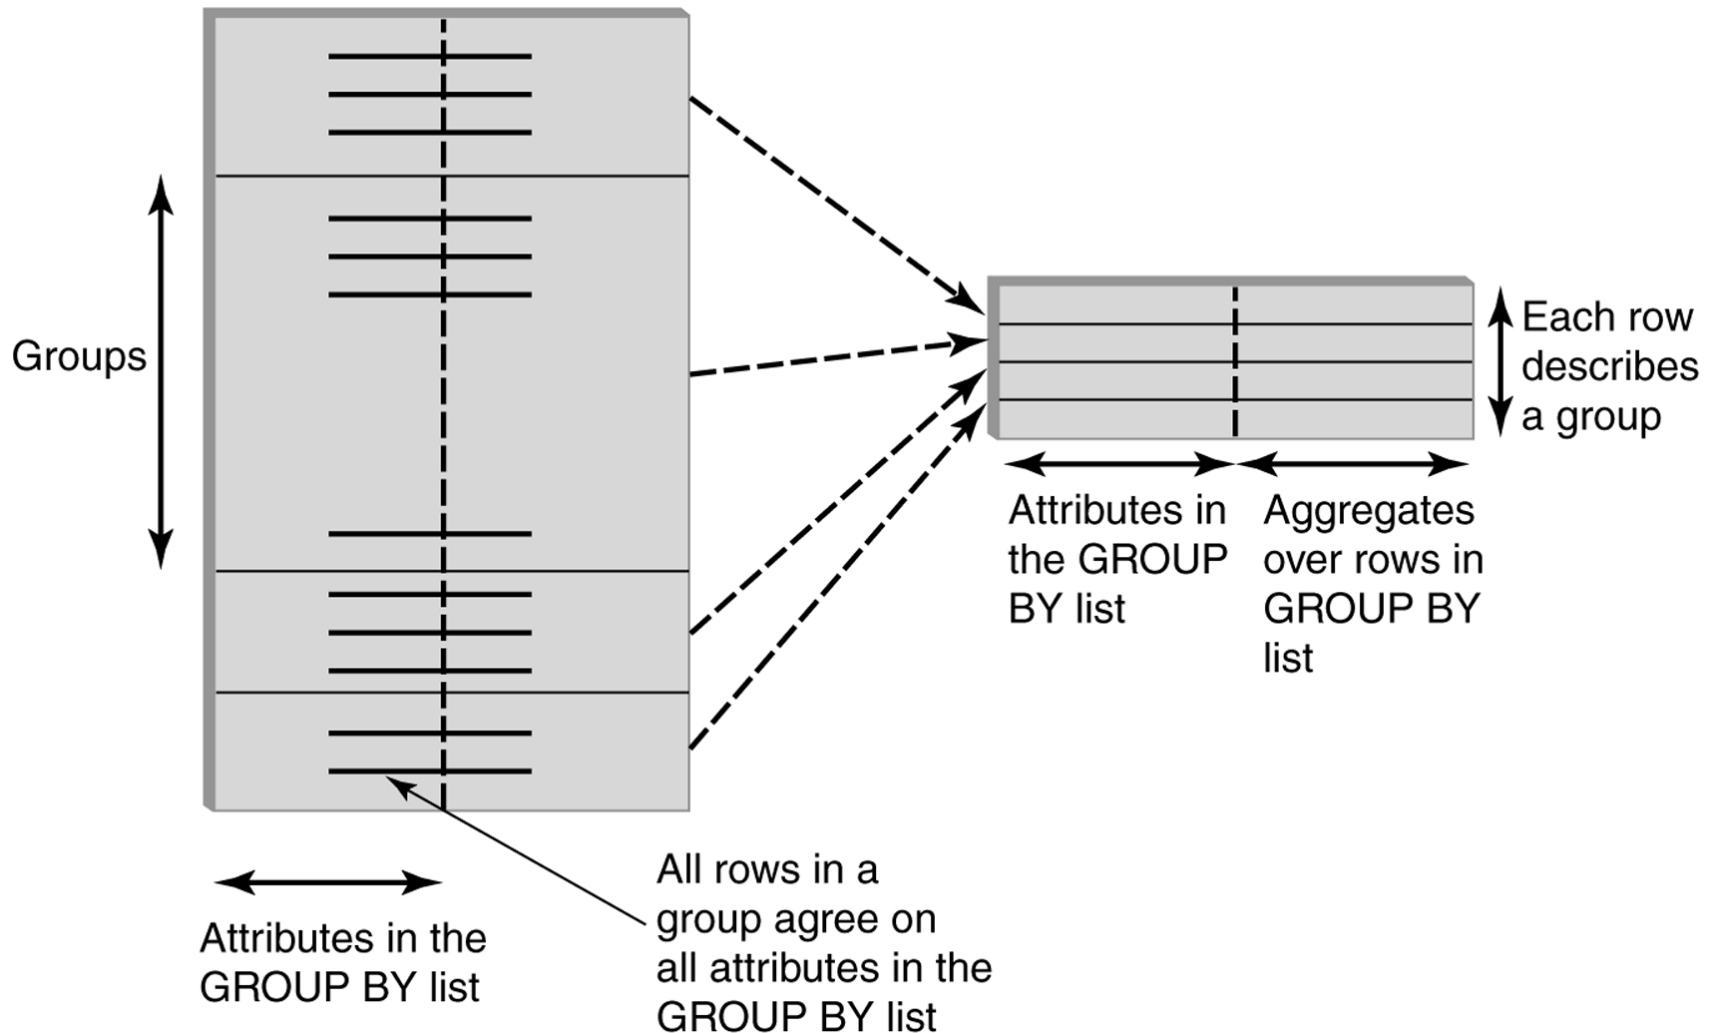 Groups
Each row
describes
a group
Attributes in
the GROUP
BY list
Aggregates
over rows in
GROUP BY
list
Attributes in the
GROUP BY list
All rows in a
group agree on
all attributes in the
GROUP BY list